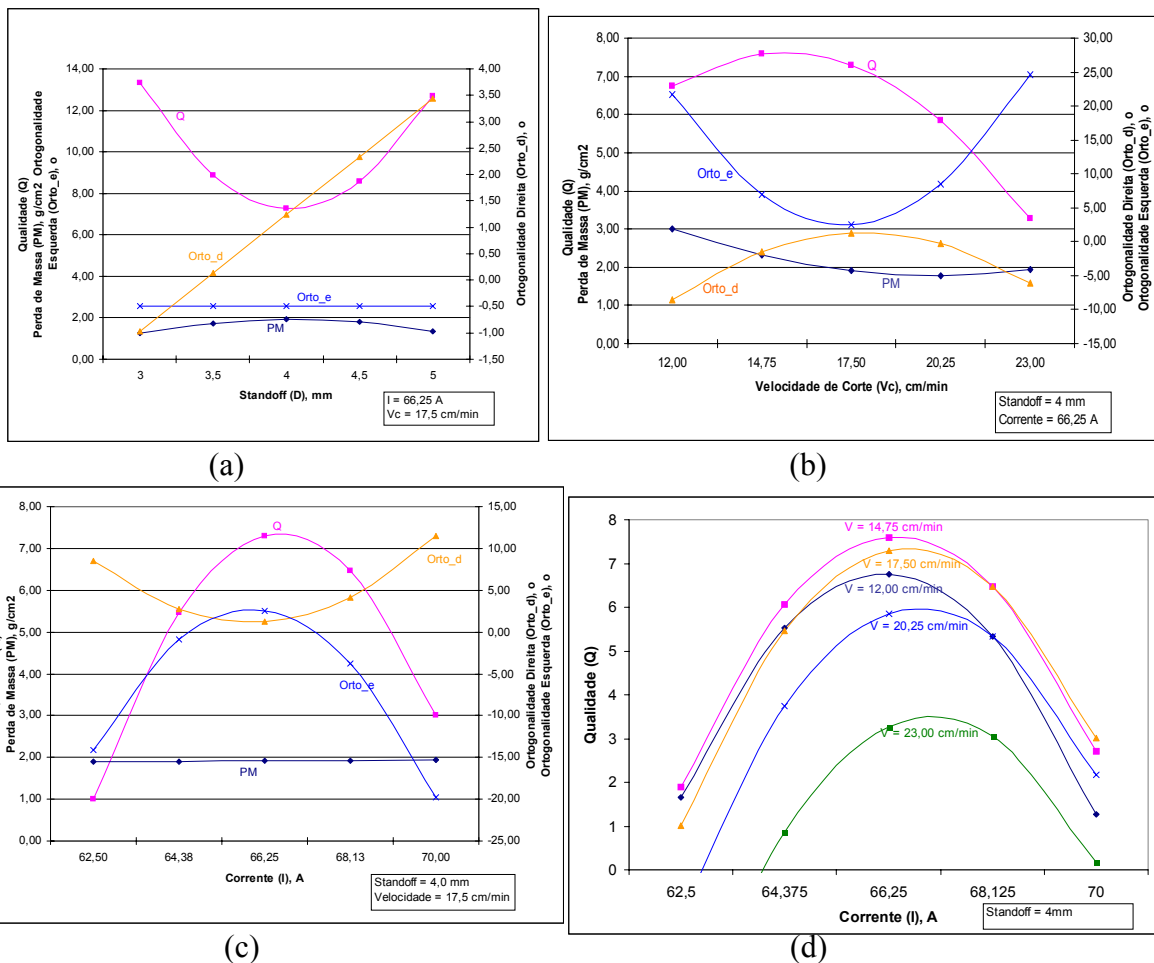 Qualidade (Q)
Perda de Massa (PM), g/cm2 Ortogonalidade
Esquerda (Orto_e), o
14,00
12,00
10,00
8,00
6,00
4,00
2,00
0,00
Q
Orto_d
Orto_e
PM
4,00
3,50
3,00
2,50
2,00
1,50
1,00
0,50
0,00
-0,50
-1,00
-1,50
Ortogonalidade Direita (Orto_d), o
3
3,5
4
4,5
5
Standoff (D), mm
I = 66,25 A
Vc = 17,5 cm/min
(a)
Qualidade (Q)
Perda de Massa (PM), g/cm2
8,00
7,00
6,00
5,00
4,00
3,00
2,00
1,00
0,00
Q
Orto_e
Orto_d
PM
30,00
25,00
20,00
15,00
10,00
5,00
0,00
-5,00
-10,00
-15,00
Ortogonalidade Direita (Orto_d), o
Ortogonalidade Esquerda (Orto_e), o
12,00
14,75
17,50
20,25
23,00
Velocidade de Corte (Vc), cm/min
Standoff = 4 mm
Corrente = 66,25 A
(b)
Perda de Massa (PM), g/cm2
8,00
7,00
6,00
5,00
4,00
3,00
2,00
1,00
0,00
Q
Orto_d
Orto_e
PM
15,00
10,00
5,00
0,00
-5,00
-10,00
-15,00
-20,00
-25,00
Ortogonalidade Direita (Orto_d), o
Ortogonalidade Esquerda (Orto_e), o
62,50
64,38
66,25
68,13
70,00
Corrente (I), A
Standoff = 4,0 mm
Velocidade = 17,5 cm/min
(c)
Qualidade (Q)
8
7
6
5
4
3
2
1
0
V = 14,75 cm/min
V = 17,50 cm/min
V = 12,00 cm/min
V = 20,25 cm/min
V = 23,00 cm/min
62,5
64,375
66,25
68,125
70
Corrente (I), A
Standoff = 4mm
(d)